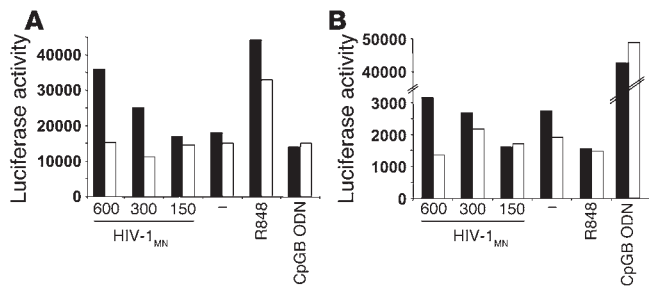 A
Luciferase activity
40000
30000
20000
10000
0
600 300 150 – R848 CpGB ODN
HIV-1MN
B
Luciferase activity
50000
40000
3000
2000
1000
0
600 300 150 – R848 CpGB ODN
HIV-1MN